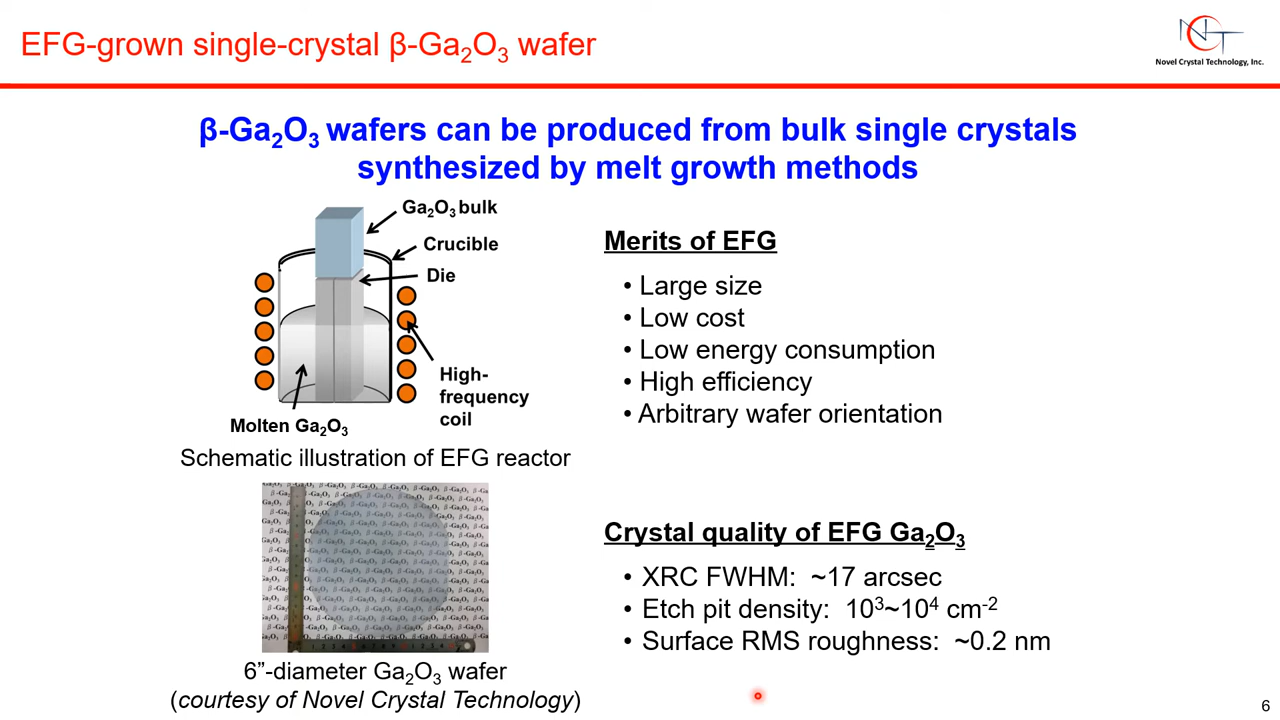 EFG-grown single-crystal β-Ga₂O₃ wafer
NCT
Novel Crystal Technology, Inc.
β-Ga₂O₃ wafers can be produced from bulk single crystals
synthesized by melt growth methods
Ga₂O₃ bulk
Crucible
Die
High-
frequency
coil
Molten Ga₂O₃
Schematic illustration of EFG reactor
Merits of EFG
• Large size
• Low cost
• Low energy consumption
• High efficiency
• Arbitrary wafer orientation
β-Ga₂O₃
6”-diameter Ga₂O₃ wafer
(courtesy of Novel Crystal Technology)
Crystal quality of EFG Ga₂O₃
• XRC FWHM: ~17 arcsec
• Etch pit density: 10³~10⁴ cm⁻²
• Surface RMS roughness: ~0.2 nm
6